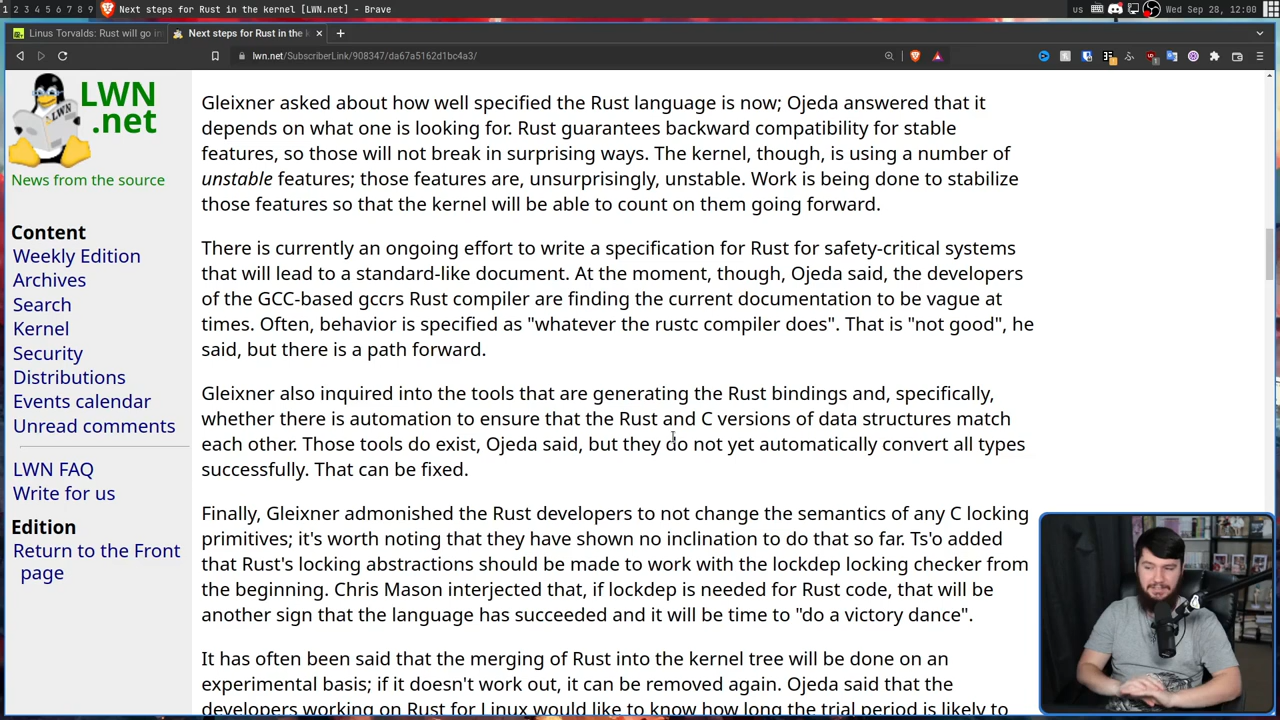 1 2 3 4 5 6 7 8 9 Next steps for Rust in the kernel [LWN.net] - Brave us Wed Sep 28, 12:00
Linus Torvalds: Rust will go in Next steps for Rust in the k
lwn.net/SubscriberLink/908347/da67a5162d1bc4a3/
LWN
.net
News from the source
Content
Weekly Edition
Archives
Search
Kernel
Security
Distributions
Events calendar
Unread comments
LWN FAQ
Write for us
Edition
Return to the Front
page
Gleixner asked about how well specified the Rust language is now; Ojeda answered that it
depends on what one is looking for. Rust guarantees backward compatibility for stable
features, so those will not break in surprising ways. The kernel, though, is using a number of
unstable features; those features are, unsurprisingly, unstable. Work is being done to stabilize
those features so that the kernel will be able to count on them going forward.
There is currently an ongoing effort to write a specification for Rust for safety-critical systems
that will lead to a standard-like document. At the moment, though, Ojeda said, the developers
of the GCC-based gccrs Rust compiler are finding the current documentation to be vague at
times. Often, behavior is specified as "whatever the rustc compiler does". That is "not good", he
said, but there is a path forward.
Gleixner also inquired into the tools that are generating the Rust bindings and, specifically,
whether there is automation to ensure that the Rust and C versions of data structures match
each other. Those tools do exist, Ojeda said, but they do not yet automatically convert all types
successfully. That can be fixed.
Finally, Gleixner admonished the Rust developers to not change the semantics of any C locking
primitives; it's worth noting that they have shown no inclination to do that so far. Ts'o added
that Rust's locking abstractions should be made to work with the lockdep locking checker from
the beginning. Chris Mason interjected that, if lockdep is needed for Rust code, that will be
another sign that the language has succeeded and it will be time to "do a victory dance".
It has often been said that the merging of Rust into the kernel tree will be done on an
experimental basis; if it doesn't work out, it can be removed again. Ojeda said that the
developers working on Rust for Linux would like to know how long the trial period is likely to